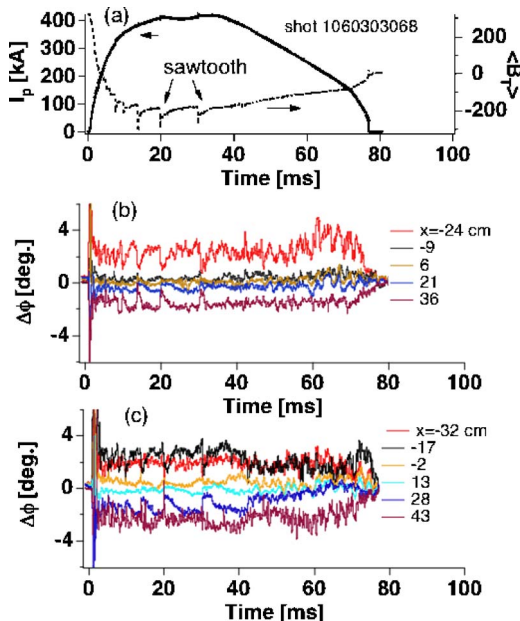 (a) shot 1060303068
I_p [kA]
400
300
200
100
0
sawtooth
200
0
-200
<B_T>
0 20 40 60 80 100
Time [ms]
(b)
Δφ [deg.]
4
0
-4
x=-24 cm
-9
6
21
36
0 20 40 60 80 100
Time [ms]
(c)
Δφ [deg.]
4
0
-4
x=-32 cm
-17
-2
13
28
43
0 20 40 60 80 100
Time [ms]